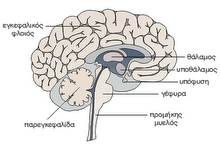 εγκεφαλικός
φλοιός
θάλαμος
υποθάλαμος
υπόφυση
γέφυρα
παρεγκεφαλίδα
προμήκης
μυελός